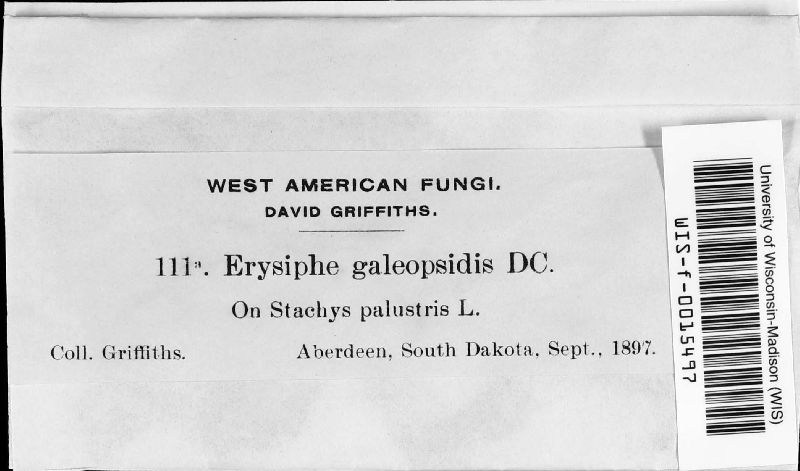 WEST AMERICAN FUNGI.
DAVID GRIFFITHS.
111ª. Erysiphe galeopsidis DC.
On Stachys palustris L.
Coll. Griffiths. Aberdeen, South Dakota, Sept., 1897.
University of Wisconsin-Madison (WIS)
WIS-f-0015497